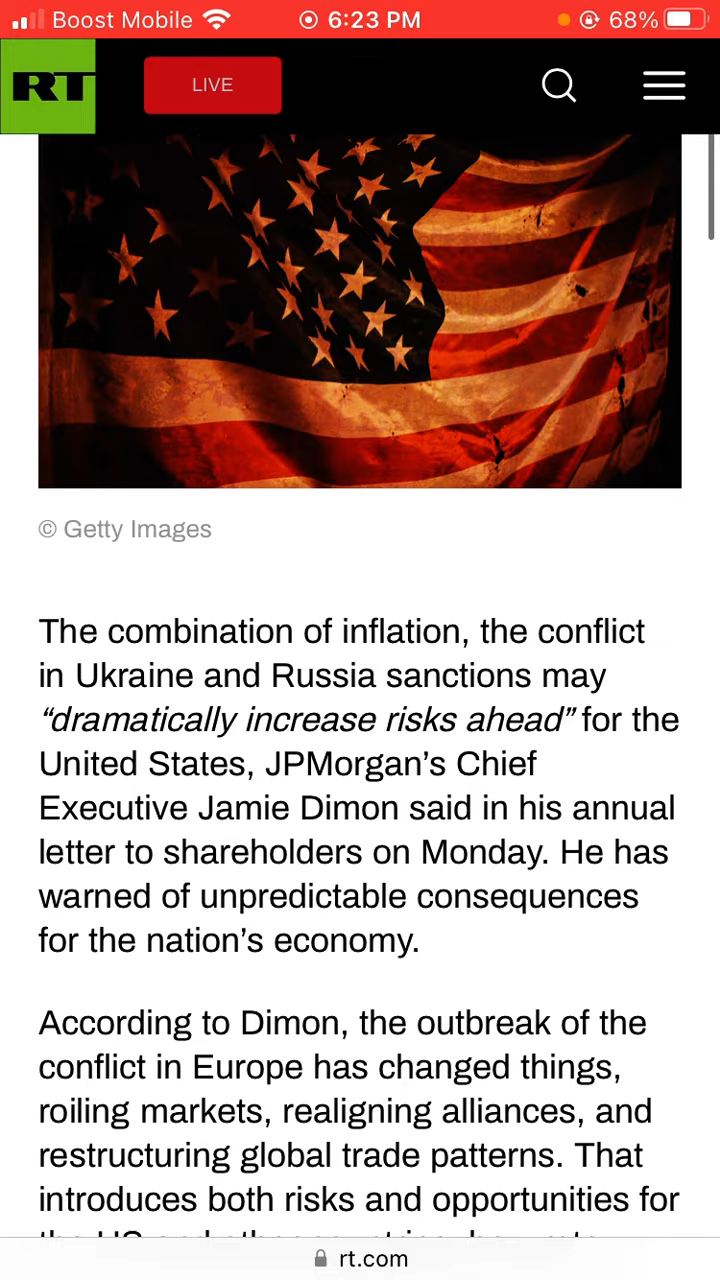 Boost Mobile 6:23 PM 68%
RT LIVE
© Getty Images
The combination of inflation, the conflict
in Ukraine and Russia sanctions may
“dramatically increase risks ahead” for the
United States, JPMorgan’s Chief
Executive Jamie Dimon said in his annual
letter to shareholders on Monday. He has
warned of unpredictable consequences
for the nation’s economy.
According to Dimon, the outbreak of the
conflict in Europe has changed things,
roiling markets, realigning alliances, and
restructuring global trade patterns. That
introduces both risks and opportunities for
rt.com